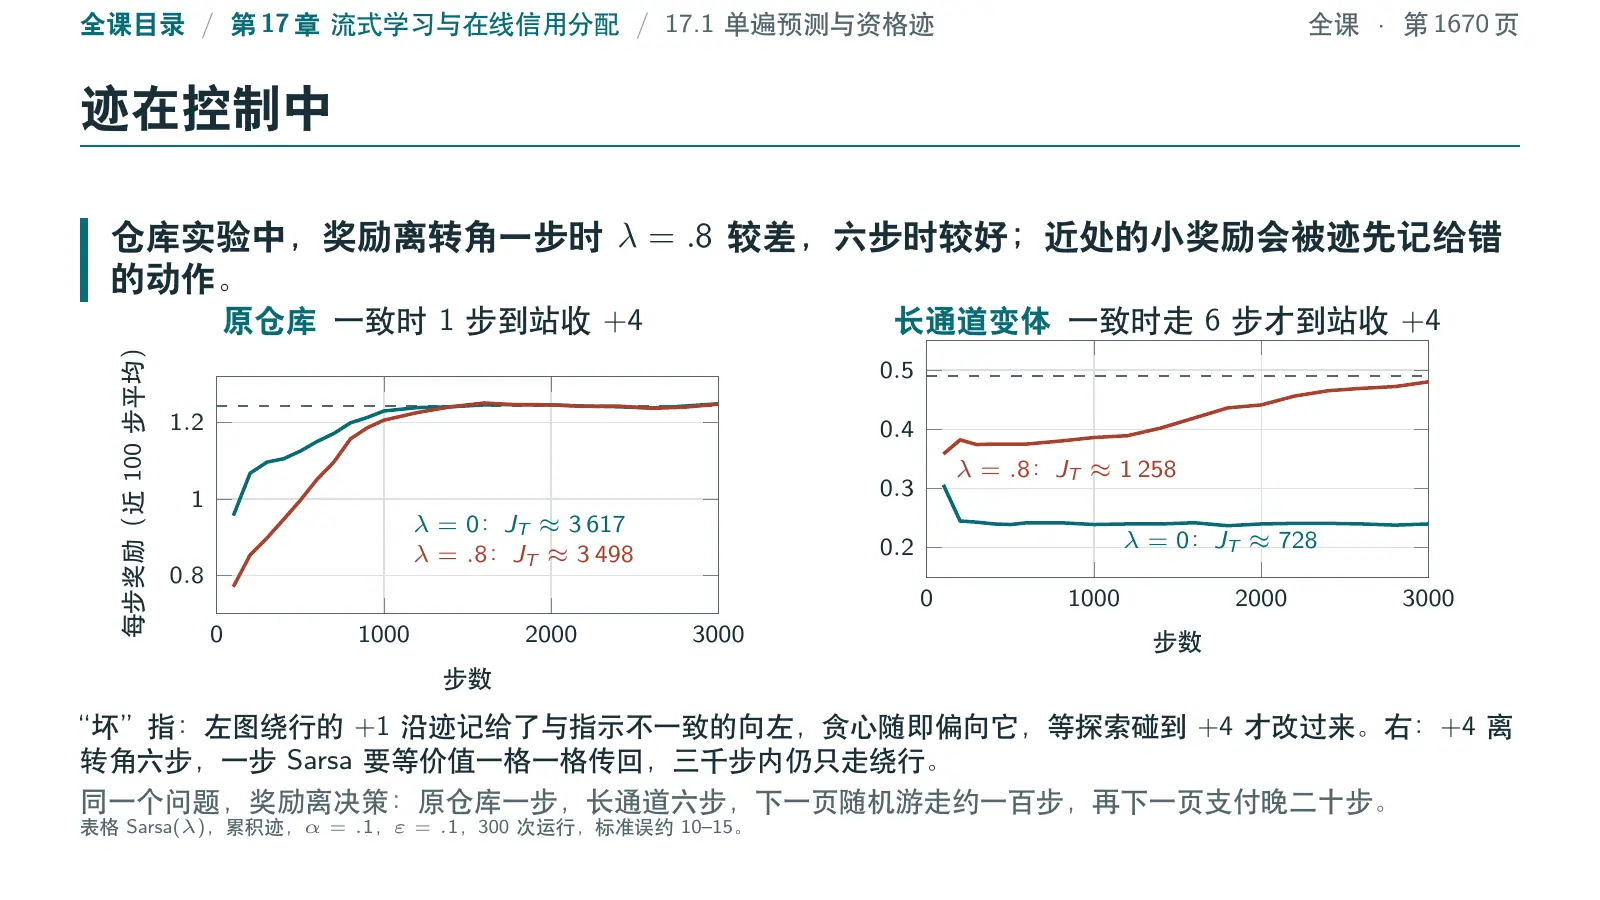 全课目录 / 第17章 流式学习与在线信用分配 / 17.1 单遍预测与资格迹
全课 · 第1670页
迹在控制中
仓库实验中，奖励离转角一步时 λ = .8 较差，六步时较好；近处的小奖励会被迹先记给错
的动作。
原仓库 一致时 1 步到站收 +4
每步奖励（近 100 步平均）
1.2
1
0.8
λ = 0: J_T ≈ 3 617
λ = .8: J_T ≈ 3 498
0 1000 2000 3000
步数
长通道变体 一致时走 6 步才到站收 +4
0.5
0.4
0.3
0.2
λ = .8: J_T ≈ 1 258
λ = 0: J_T ≈ 728
0 1000 2000 3000
步数
“坏” 指：左图绕行的 +1 沿迹记给了与指示不一致的向左，贪心随即偏向它，等探索碰到 +4 才改过来。右：+4 离
转角六步，一步 Sarsa 要等价值一格一格传回，三千步内仍只走绕行。
同一个问题，奖励离决策：原仓库一步，长通道六步，下一页随机游走约一百步，再下一页支付晚二十步。
表格 Sarsa(λ)，累积迹，α = .1，ε = .1，300 次运行，标准误约 10–15。